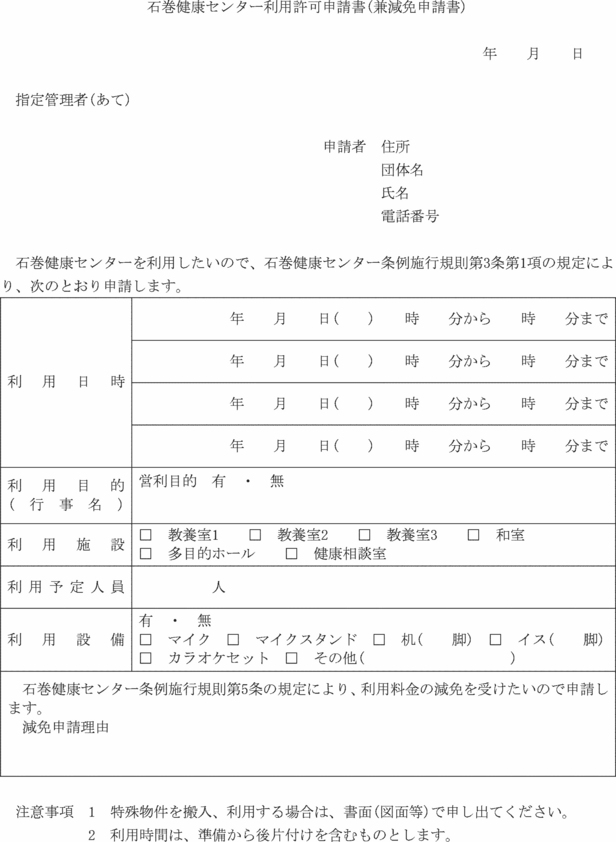 石巻健康センター利用許可申請書(兼減免申請書)
年　　月　　日
指定管理者(あて)
申請者　住所
団体名
氏名
電話番号
石巻健康センターを利用したいので、石巻健康センター条例施行規則第3条第1項の規定によ
り、次のとおり申請します。
利用日時
年　　月　　日(　　)　　時　　分から　　時　　分まで
年　　月　　日(　　)　　時　　分から　　時　　分まで
年　　月　　日(　　)　　時　　分から　　時　　分まで
年　　月　　日(　　)　　時　　分から　　時　　分まで
利用目的
(行事名)
営利目的　有　・　無
利用施設
□　教養室1　　□　教養室2　　□　教養室3　　□　和室
□　多目的ホール　　□　健康相談室
利用予定人員
人
利用設備
有　・　無
□　マイク　□　マイクスタンド　□　机(　　脚)　□　イス(　　脚)
□　カラオケセット　□　その他(　　　　　　　　　　)
石巻健康センター条例施行規則第5条の規定により、利用料金の減免を受けたいので申請し
ます。
減免申請理由
注意事項　1　特殊物件を搬入、利用する場合は、書面(図面等)で申し出てください。
2　利用時間は、準備から後片付けを含むものとします。